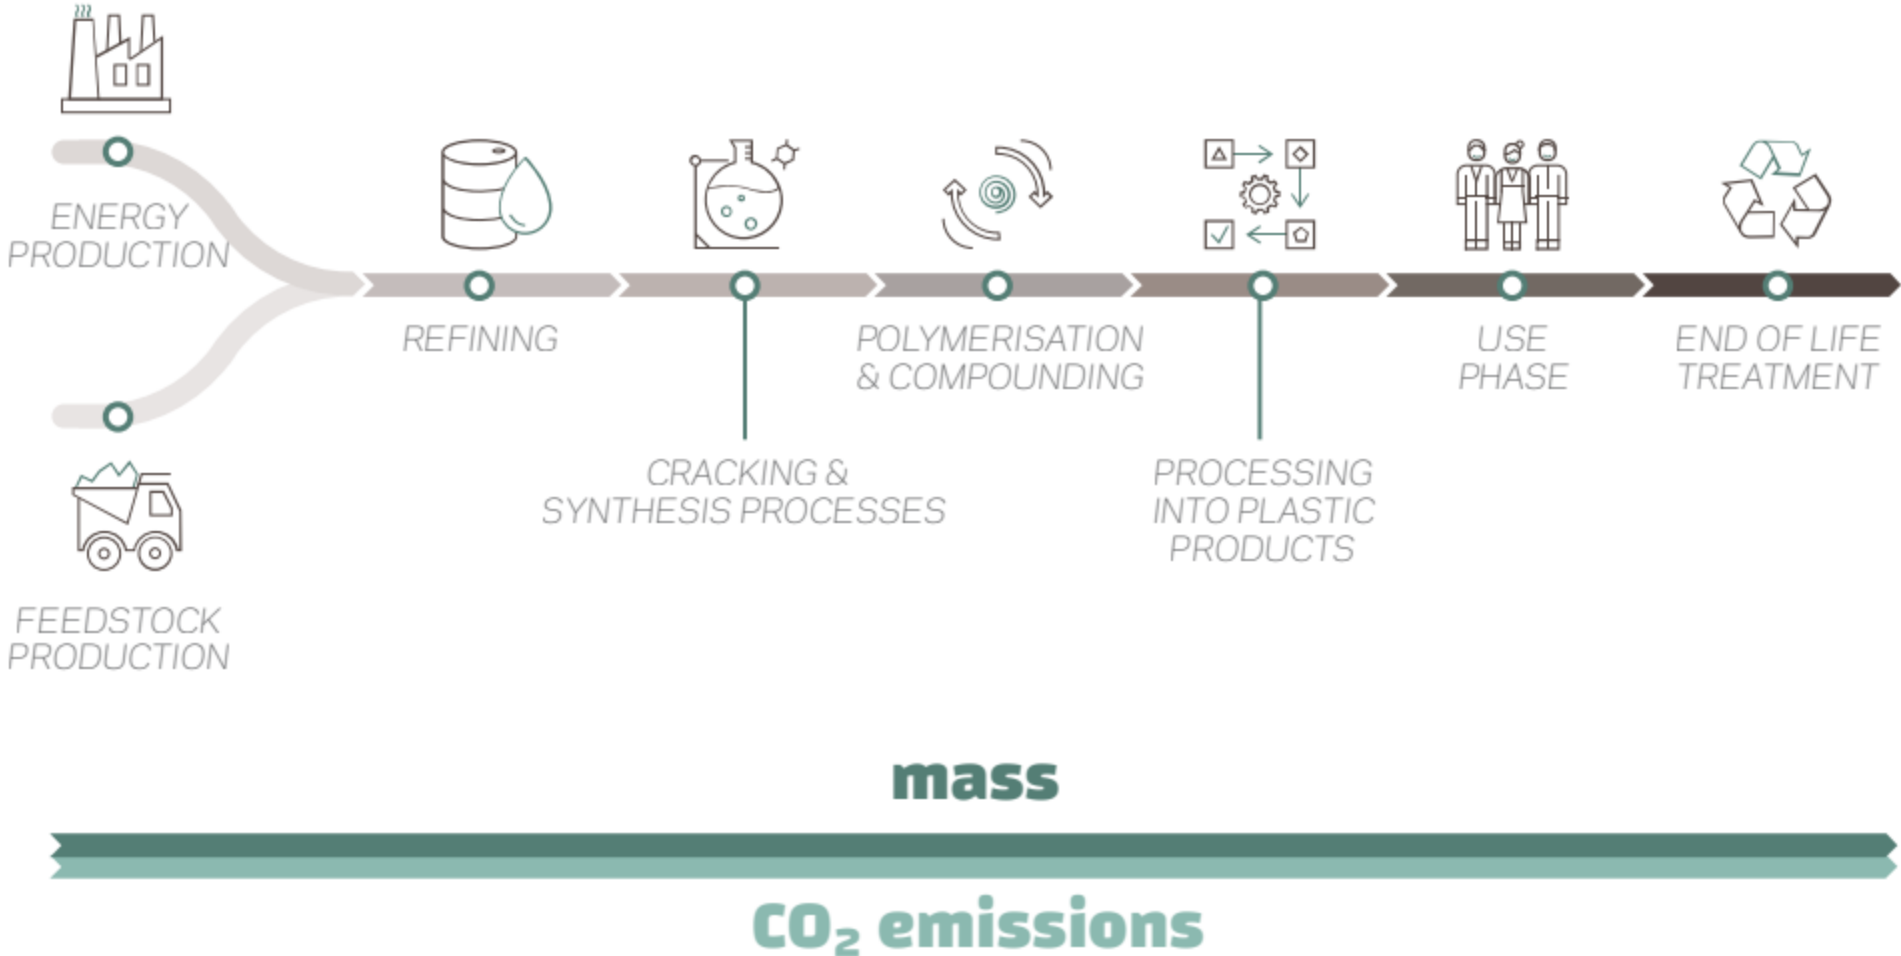 ENERGY
PRODUCTION
FEEDSTOCK
PRODUCTION
REFINING
CRACKING &
SYNTHESIS PROCESSES
POLYMERISATION
& COMPOUNDING
PROCESSING
INTO PLASTIC
PRODUCTS
USE
PHASE
END OF LIFE
TREATMENT
mass
CO₂ emissions